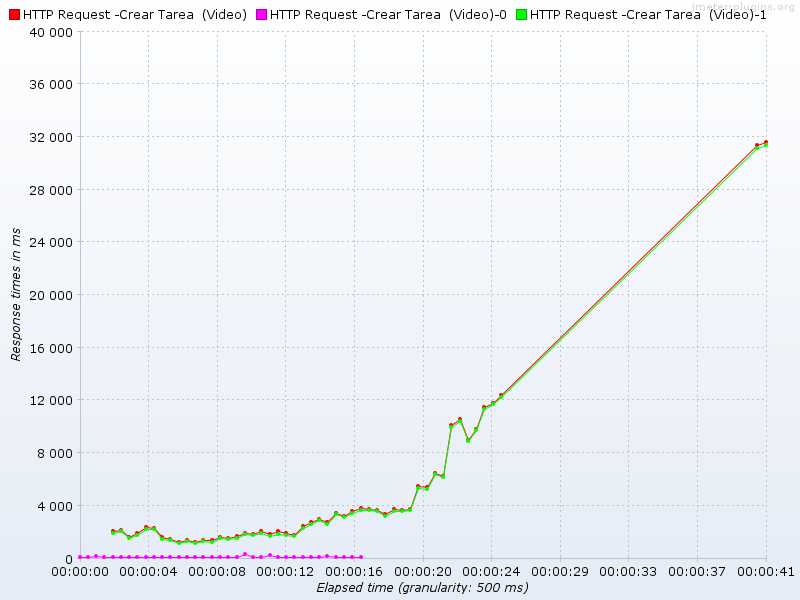 jmeter-plugins.org
HTTP Request -Crear Tarea  (Video) HTTP Request -Crear Tarea  (Video)-0 HTTP Request -Crear Tarea  (Video)-1
40 000
36 000
32 000
28 000
24 000
20 000
16 000
12 000
8 000
4 000
0
Response times in ms
00:00:00 00:00:04 00:00:08 00:00:12 00:00:16 00:00:20 00:00:24 00:00:29 00:00:33 00:00:37 00:00:41
Elapsed time (granularity: 500 ms)